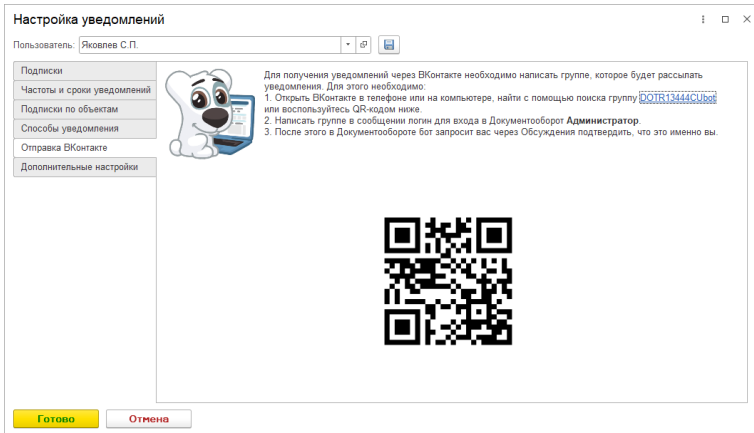 Настройка уведомлений
Пользователь: Яковлев С.П.
Подписки
Частоты и сроки уведомлений
Подписки по объектам
Способы уведомления
Отправка ВКонтакте
Дополнительные настройки
Для получения уведомлений через ВКонтакте необходимо написать группе, которое будет рассылать
уведомления. Для этого необходимо:
1. Открыть ВКонтакте в телефоне или на компьютере, найти с помощью поиска группу DOTR13444CUbot
или воспользуйтесь QR-кодом ниже.
2. Написать группе в сообщении логин для входа в Документооборот Администратор.
3. После этого в Документообороте бот запросит вас через Обсуждения подтвердить, что это именно вы.
Готово
Отмена